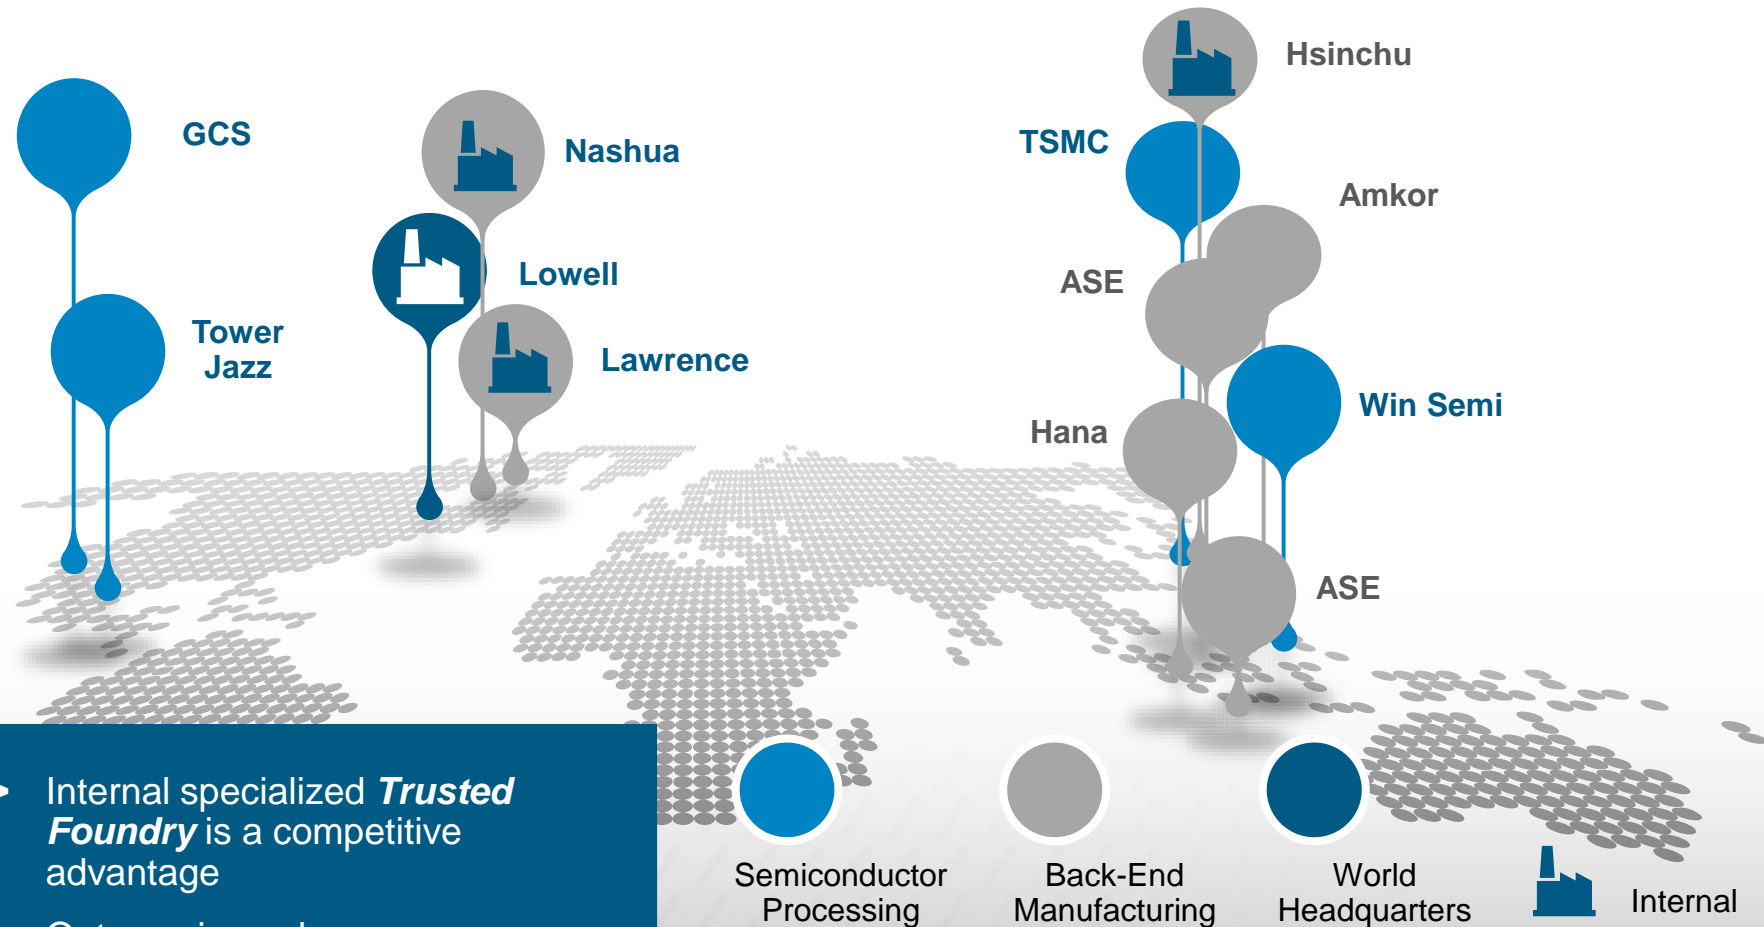 Hsinchu
GCS
TSMC
Nashua
Amkor
Lowell
ASE
Tower
Jazz
Lawrence
Win Semi
Hana
ASE
Internal specialized Trusted
Foundry is a competitive
advantage
Semiconductor
Processing
Back-End
Manufacturing
World
Headquarters
Internal